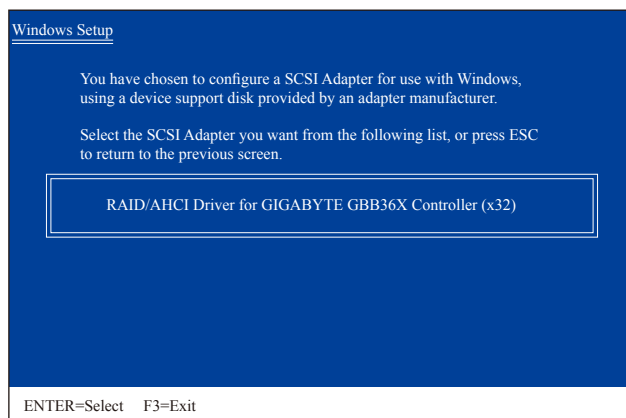 Windows Setup
You have chosen to configure a SCSI Adapter for use with Windows,
using a device support disk provided by an adapter manufacturer.
Select the SCSI Adapter you want from the following list, or press ESC
to return to the previous screen.
RAID/AHCI Driver for GIGABYTE GBB36X Controller (x32)
ENTER=Select F3=Exit